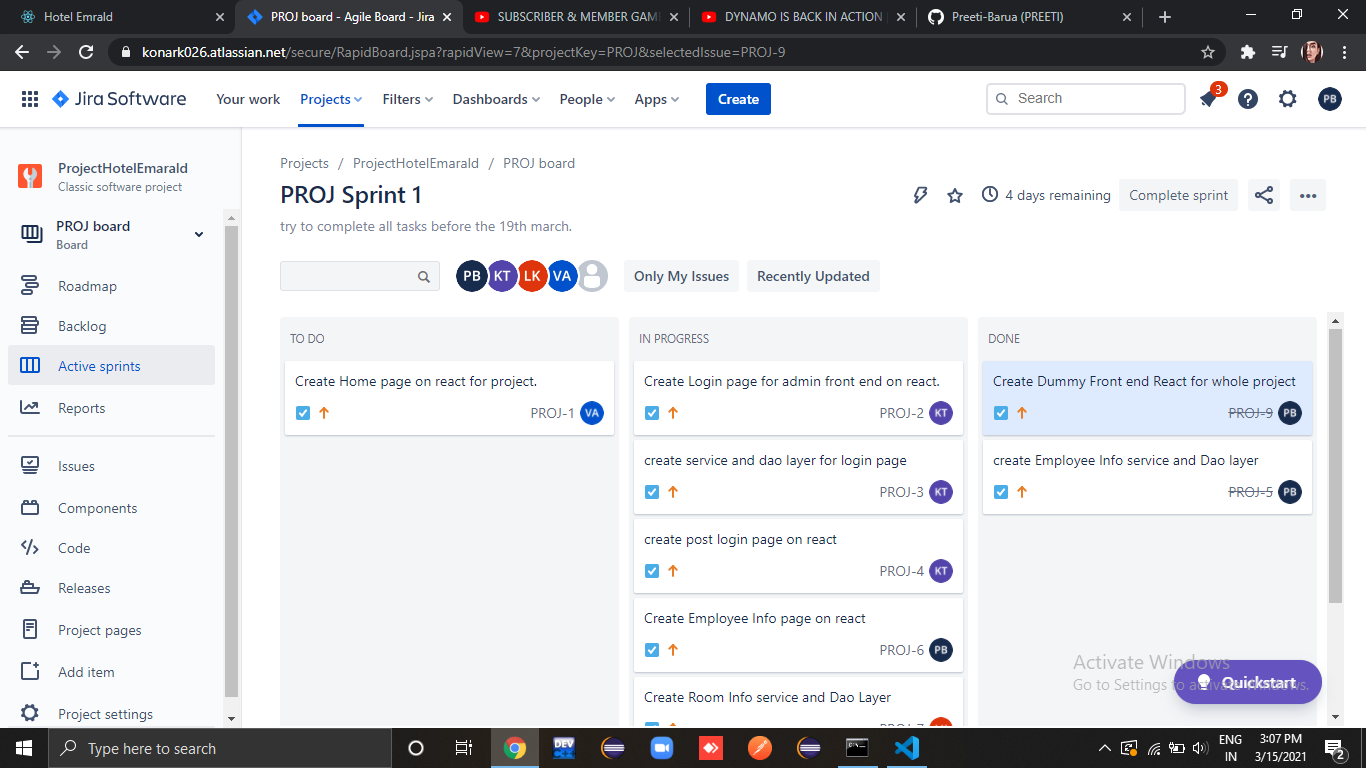 Hotel Emrald
PROJ board - Agile Board - Jira
SUBSCRIBER & MEMBER GAM
DYNAMO IS BACK IN ACTION
Preeti-Barua (PREETI)
konark026.atlassian.net/secure/RapidBoard.jspa?rapidView=7&projectKey=PROJ&selectedIssue=PROJ-9
Jira Software
Your work
Projects
Filters
Dashboards
People
Apps
Create
Search
3
PB
ProjectHotelEmarald
Classic software project
PROJ board
Board
Roadmap
Backlog
Active sprints
Reports
Issues
Components
Code
Releases
Project pages
Add item
Project settings
Projects / ProjectHotelEmarald / PROJ board
PROJ Sprint 1
4 days remaining
Complete sprint
try to complete all tasks before the 19th march.
PB KT LK VA
Only My Issues
Recently Updated
TO DO
Create Home page on react for project.
PROJ-1 VA
IN PROGRESS
Create Login page for admin front end on react.
PROJ-2 KT
create service and dao layer for login page
PROJ-3 KT
create post login page on react
PROJ-4 KT
Create Employee Info page on react
PROJ-6 PB
Create Room Info service and Dao Layer
DONE
Create Dummy Front end React for whole project
PROJ-9 PB
create Employee Info service and Dao layer
PROJ-5 PB
Activate Windows
Go to Settings to activate Windows.
Quickstart
Type here to search
DEV
ENG
IN
3:07 PM
3/15/2021
2